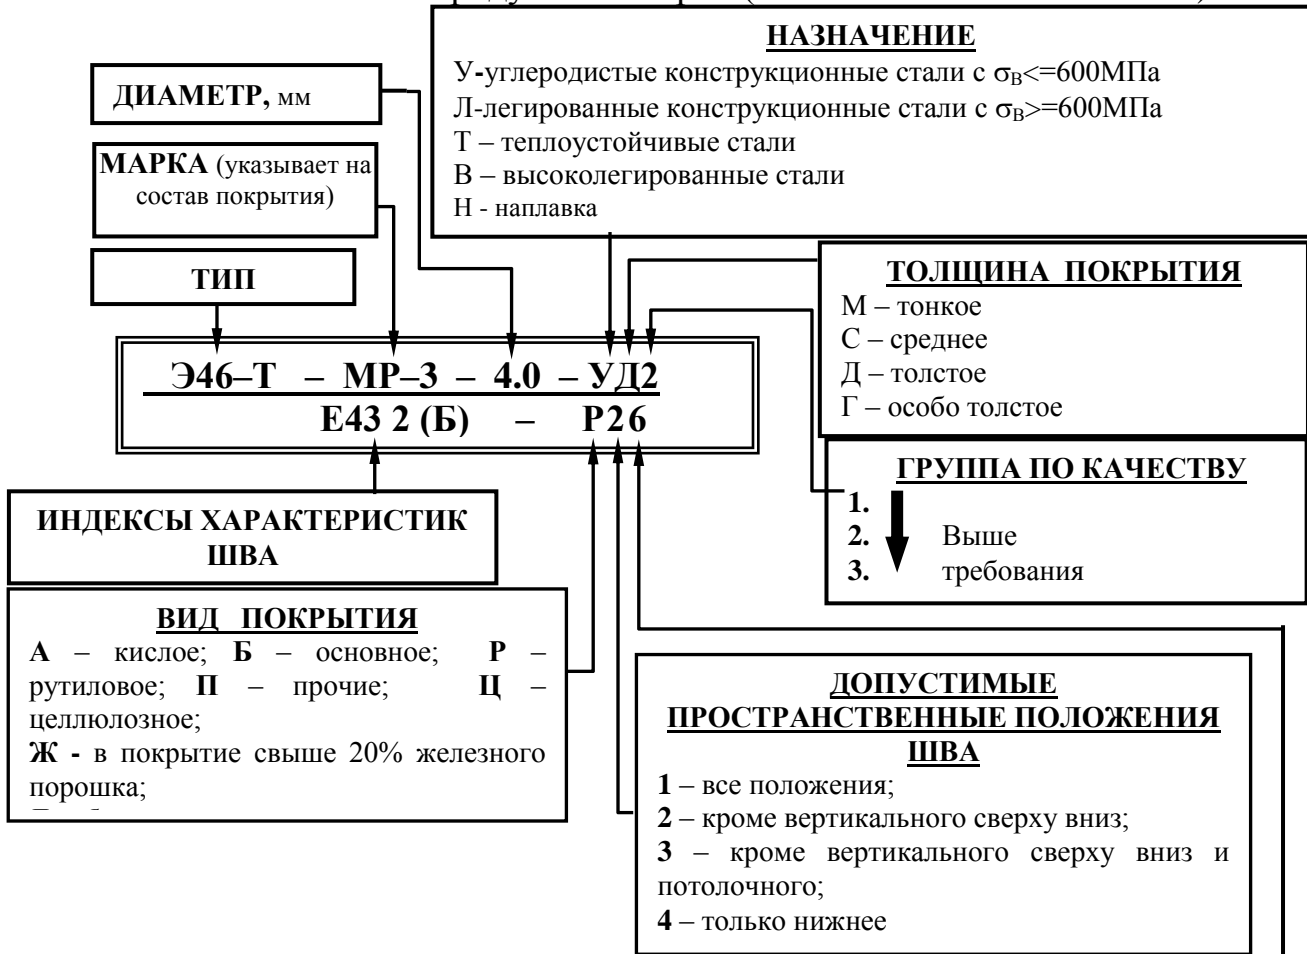 НАЗНАЧЕНИЕ
У-углеродистые конструкционные стали с σВ<=600МПа
Л-легированные конструкционные стали с σВ>=600МПа
Т – теплоустойчивые стали
В – высоколегированные стали
Н - наплавка
ДИАМЕТР, мм
МАРКА (указывает на
состав покрытия)
ТИП
ТОЛЩИНА ПОКРЫТИЯ
М – тонкое
С – среднее
Д – толстое
Г – особо толстое
Э46–Т – МР–3 – 4.0 – УД2
Е43 2 (Б) – Р26
ГРУППА ПО КАЧЕСТВУ
1.
2. Выше
3. требования
ИНДЕКСЫ ХАРАКТЕРИСТИК
ШВА
ВИД ПОКРЫТИЯ
А – кислое; Б – основное; Р –
рутиловое; П – прочие; Ц –
целлюлозное;
Ж - в покрытие свыше 20% железного
порошка;
ДОПУСТИМЫЕ
ПРОСТРАНСТВЕННЫЕ ПОЛОЖЕНИЯ
ШВА
1 – все положения;
2 – кроме вертикального сверху вниз;
3 – кроме вертикального сверху вниз и
потолочного;
4 – только нижнее